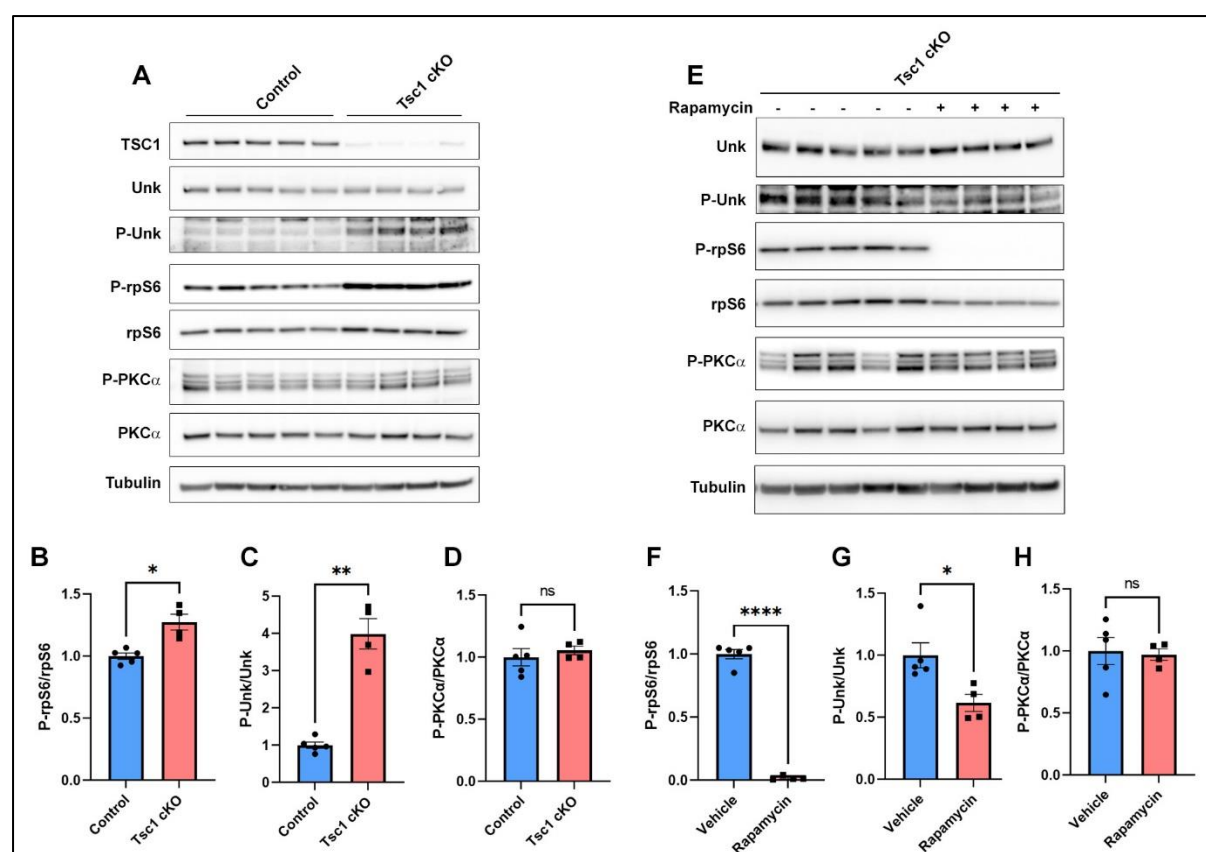 A
Control
Tsc1 cKO
TSC1
Unk
P-Unk
P-rpS6
rpS6
P-PKCα
PKCα
Tubulin
E
Tsc1 cKO
Rapamycin - - - - - + + + +
Unk
P-Unk
P-rpS6
rpS6
P-PKCα
PKCα
Tubulin
B
*
P-rpS6/rpS6
1.5
1.0
0.5
0.0
Control
Tsc1 cKO
C
**
P-Unk/Unk
5
4
3
2
1
0
Control
Tsc1 cKO
D
ns
P-PKCα/PKCα
1.5
1.0
0.5
0.0
Control
Tsc1 cKO
F
****
P-rpS6/rpS6
1.5
1.0
0.5
0.0
Vehicle
Rapamycin
G
*
P-Unk/Unk
1.5
1.0
0.5
0.0
Vehicle
Rapamycin
H
ns
P-PKCα/PKCα
1.5
1.0
0.5
0.0
Vehicle
Rapamycin